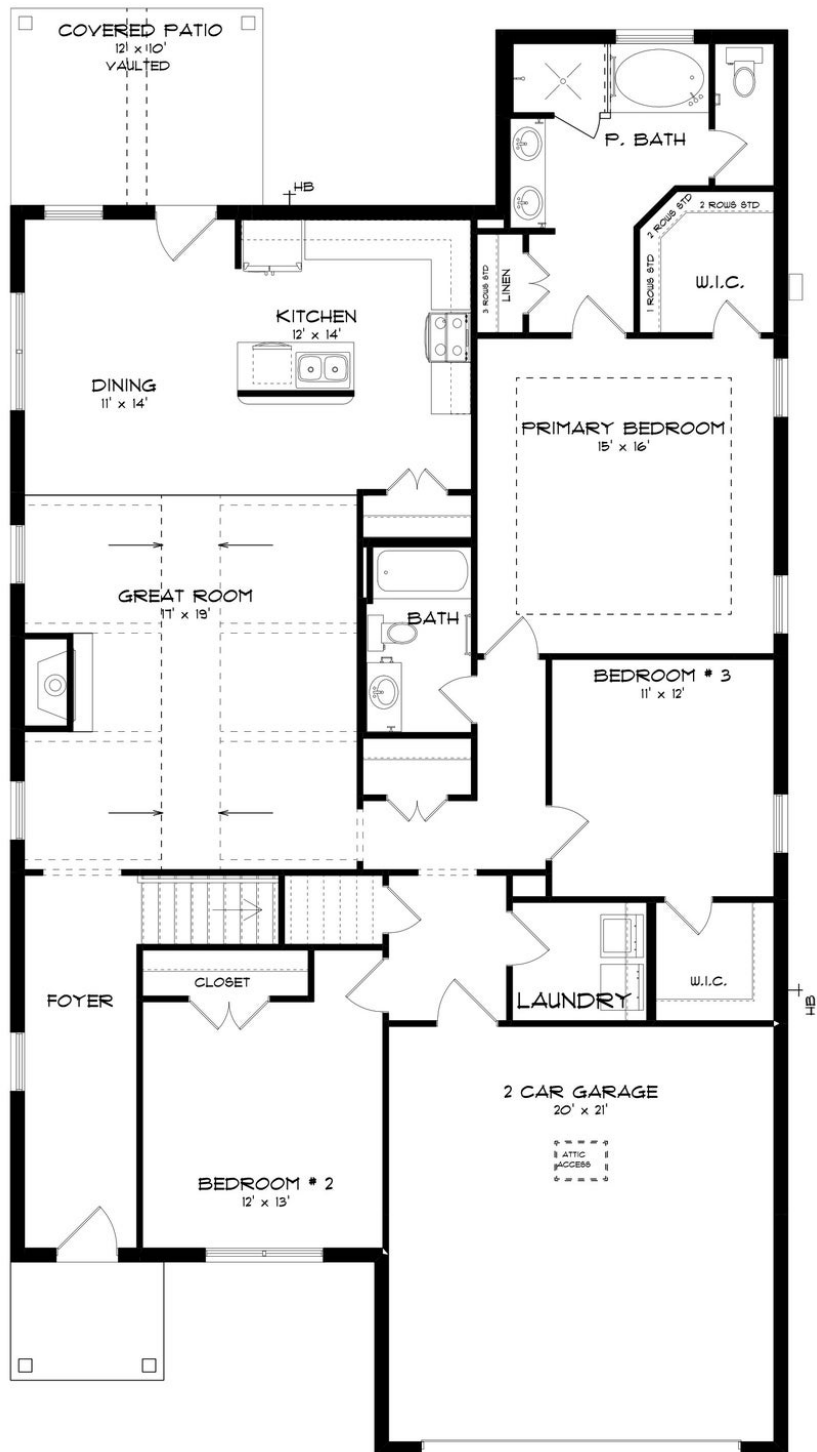 COVERED PATIO
12' x 10'
VAULTED
HB
P. BATH
2 ROWS STD
2 ROWS STD
1 ROWS STD
W.I.C.
3 ROWS STD
LINEN
KITCHEN
12' x 14'
DINING
11' x 14'
PRIMARY BEDROOM
15' x 16'
GREAT ROOM
17' x 19'
BATH
BEDROOM # 3
11' x 12'
CLOSET
FOYER
LAUNDRY
W.I.C.
HB
2 CAR GARAGE
20' x 21'
ATTIC
ACCESS
BEDROOM # 2
12' x 13'